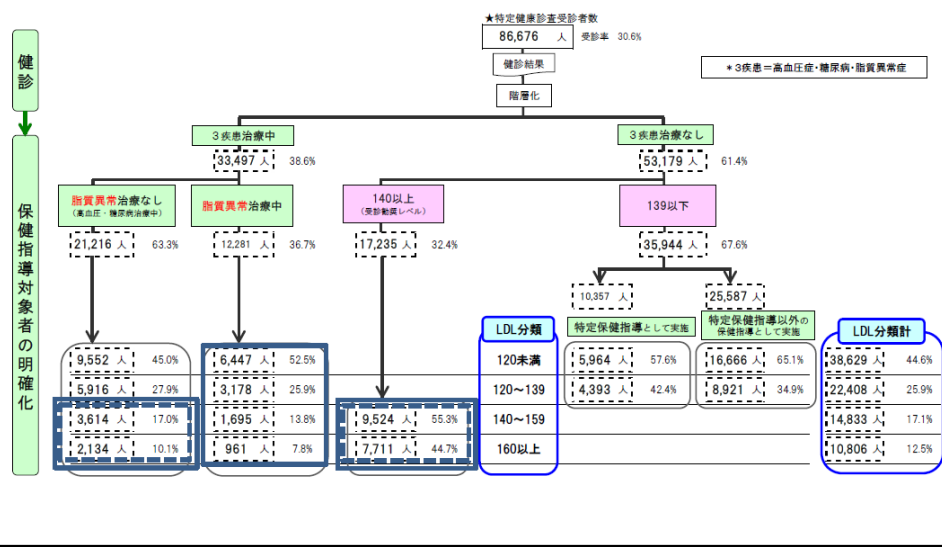 ★特定健康診査受診者数
86,676 人 受診率 30.6%
健診結果
階層化
*3疾患=高血圧症・糖尿病・脂質異常症
健診
保健指導対象者の明確化
3疾患治療中
33,497 人 38.6%
3疾患治療なし
53,179 人 61.4%
脂質異常治療なし
(高血圧・糖尿病治療中)
21,216 人 63.3%
脂質異常治療中
12,281 人 36.7%
140以上
(受診勧奨レベル)
17,235 人 32.4%
139以下
35,944 人 67.6%
10,357 人
25,587 人
LDL分類
特定保健指導として実施
特定保健指導以外の
保健指導として実施
LDL分類計
9,552 人 45.0% 6,447 人 52.5% 120未満 5,964 人 57.6% 16,666 人 65.1% 38,629 人 44.6%
5,916 人 27.9% 3,178 人 25.9% 120~139 4,393 人 42.4% 8,921 人 34.9% 22,408 人 25.9%
3,614 人 17.0% 1,695 人 13.8% 9,524 人 55.3% 140~159 14,833 人 17.1%
2,134 人 10.1% 961 人 7.8% 7,711 人 44.7% 160以上 10,806 人 12.5%